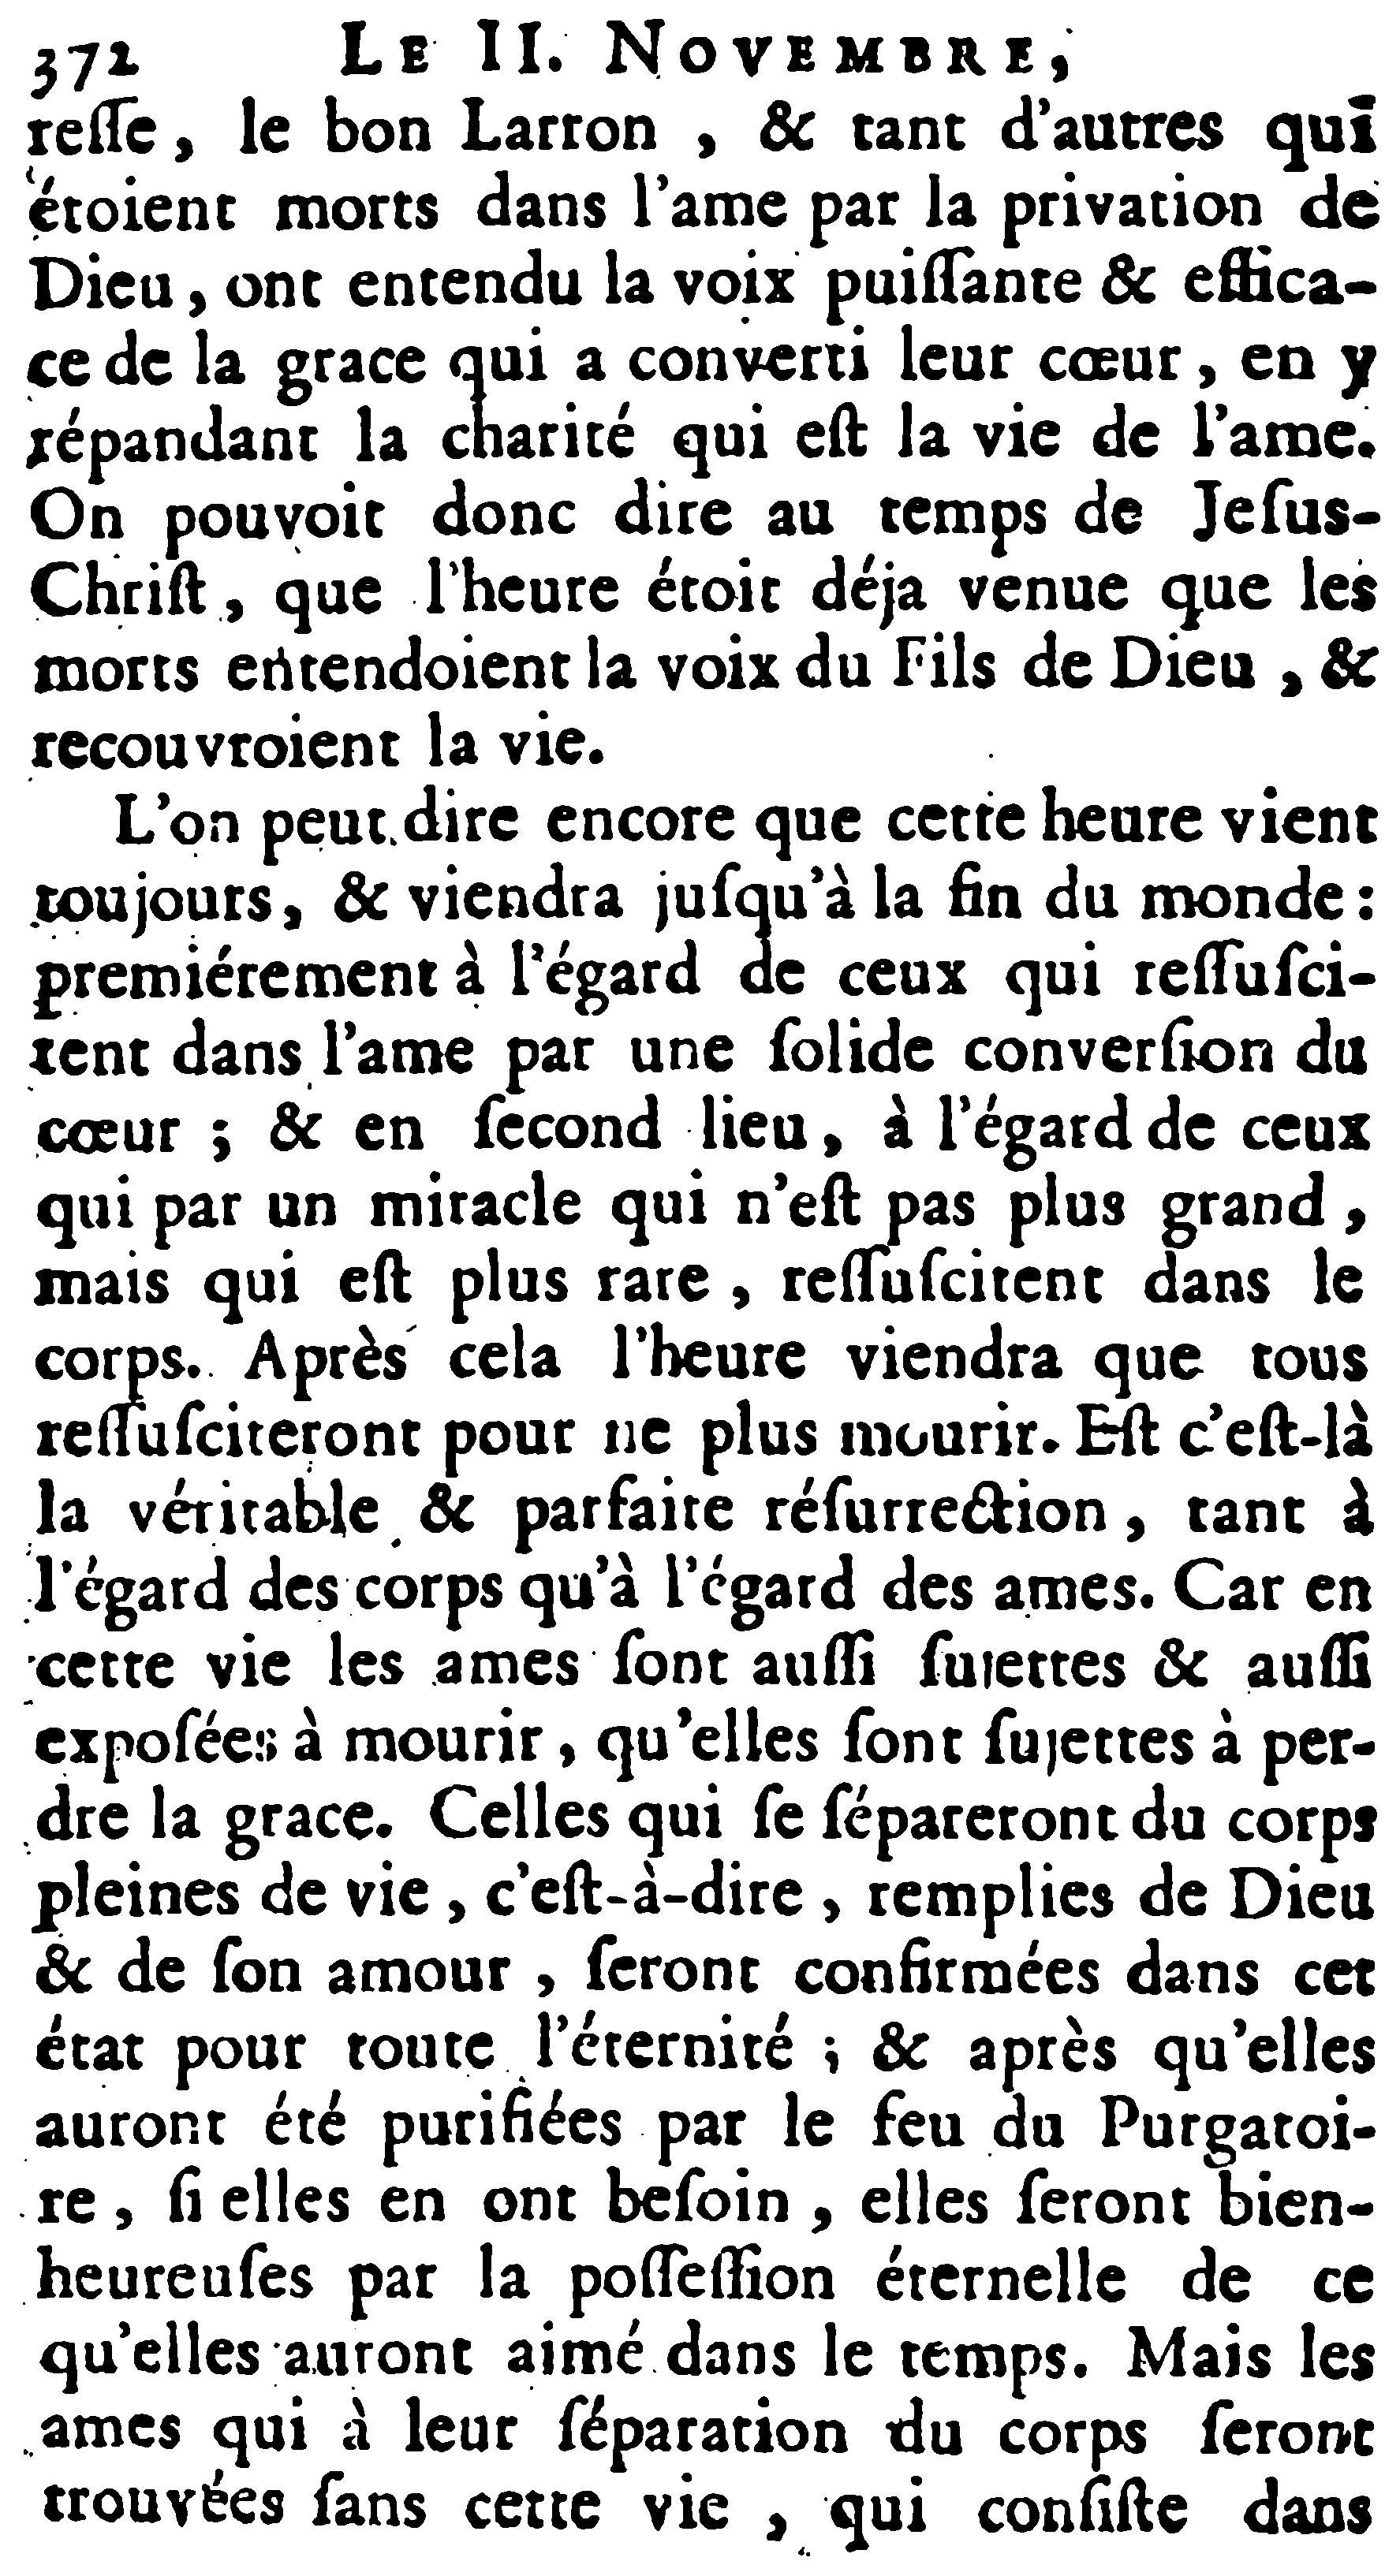 372 LE II. NOVEMBRE,
reſſe, le bon Larron, & tant d'autres qui
étoient morts dans l'ame par la privation de
Dieu, ont entendu la voix puiſſante & effica-
ce de la grace qui a converti leur cœur, en y
répandant la charité qui eſt la vie de l'ame.
On pouvoit donc dire au temps de Jeſus-
Chriſt, que l'heure étoit déja venue que les
morts entendoient la voix du Fils de Dieu, &
recouvroient la vie.
L'on peut dire encore que cette heure vient
toujours, & viendra juſqu'à la fin du monde:
premiérement à l'égard de ceux qui reſſuſci-
tent dans l'ame par une ſolide converſion du
cœur; & en ſecond lieu, à l'égard de ceux
qui par un miracle qui n'eſt pas plus grand,
mais qui eſt plus rare, reſſuſcitent dans le
corps. Après cela l'heure viendra que tous
reſſuſciteront pour ne plus mourir. Eſt c'eſt-là
la véritable & parfaite réſurrection, tant à
l'égard des corps qu'à l'égard des ames. Car en
cette vie les ames ſont auſſi ſujettes & auſſi
expoſées à mourir, qu'elles ſont ſujettes à per-
dre la grace. Celles qui ſe ſépareront du corps
pleines de vie, c'eſt-à-dire, remplies de Dieu
& de ſon amour, ſeront confirmées dans cet
état pour toute l'éternité; & après qu'elles
auront été purifiées par le feu du Purgatoi-
re, ſi elles en ont beſoin, elles ſeront bien-
heureuſes par la poſſeſſion éternelle de ce
qu'elles auront aimé dans le temps. Mais les
ames qui à leur ſéparation du corps ſeront
trouvées ſans cette vie, qui conſiſte dans